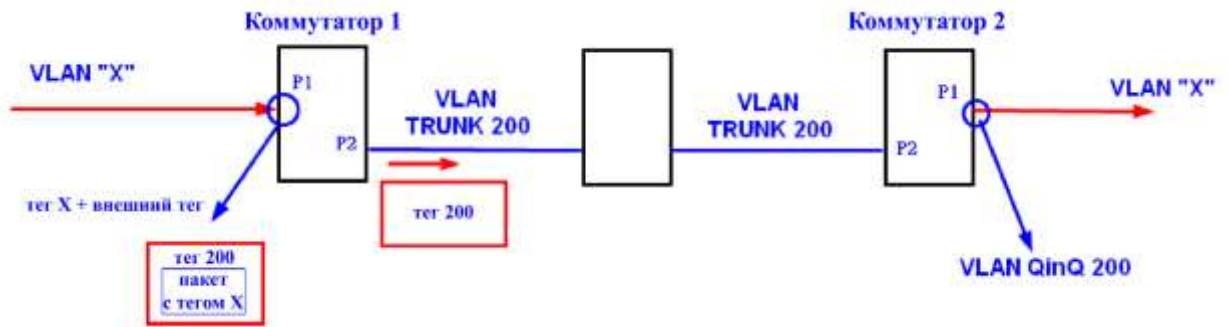 Коммутатор 1
Коммутатор 2
VLAN "X"
P1
VLAN
TRUNK 200
VLAN
TRUNK 200
P1
VLAN "X"
P2
P2
тег X + внешний тег
тег 200
тег 200
пакет
с тегом X
VLAN QinQ 200